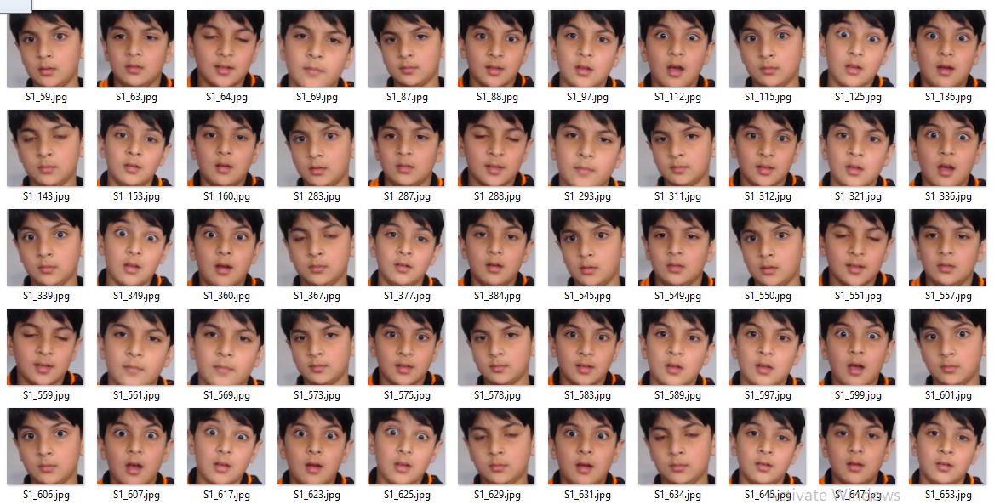 S1_59.jpg S1_63.jpg S1_64.jpg S1_69.jpg S1_87.jpg S1_88.jpg S1_97.jpg S1_112.jpg S1_115.jpg S1_125.jpg S1_136.jpg
S1_143.jpg S1_153.jpg S1_160.jpg S1_283.jpg S1_287.jpg S1_288.jpg S1_293.jpg S1_311.jpg S1_312.jpg S1_321.jpg S1_336.jpg
S1_339.jpg S1_349.jpg S1_360.jpg S1_367.jpg S1_377.jpg S1_384.jpg S1_545.jpg S1_549.jpg S1_550.jpg S1_551.jpg S1_557.jpg
S1_559.jpg S1_561.jpg S1_569.jpg S1_573.jpg S1_575.jpg S1_578.jpg S1_583.jpg S1_589.jpg S1_597.jpg S1_599.jpg S1_601.jpg
S1_606.jpg S1_607.jpg S1_617.jpg S1_623.jpg S1_625.jpg S1_629.jpg S1_631.jpg S1_634.jpg S1_647.jpg S1_653.jpg
Activate Windows